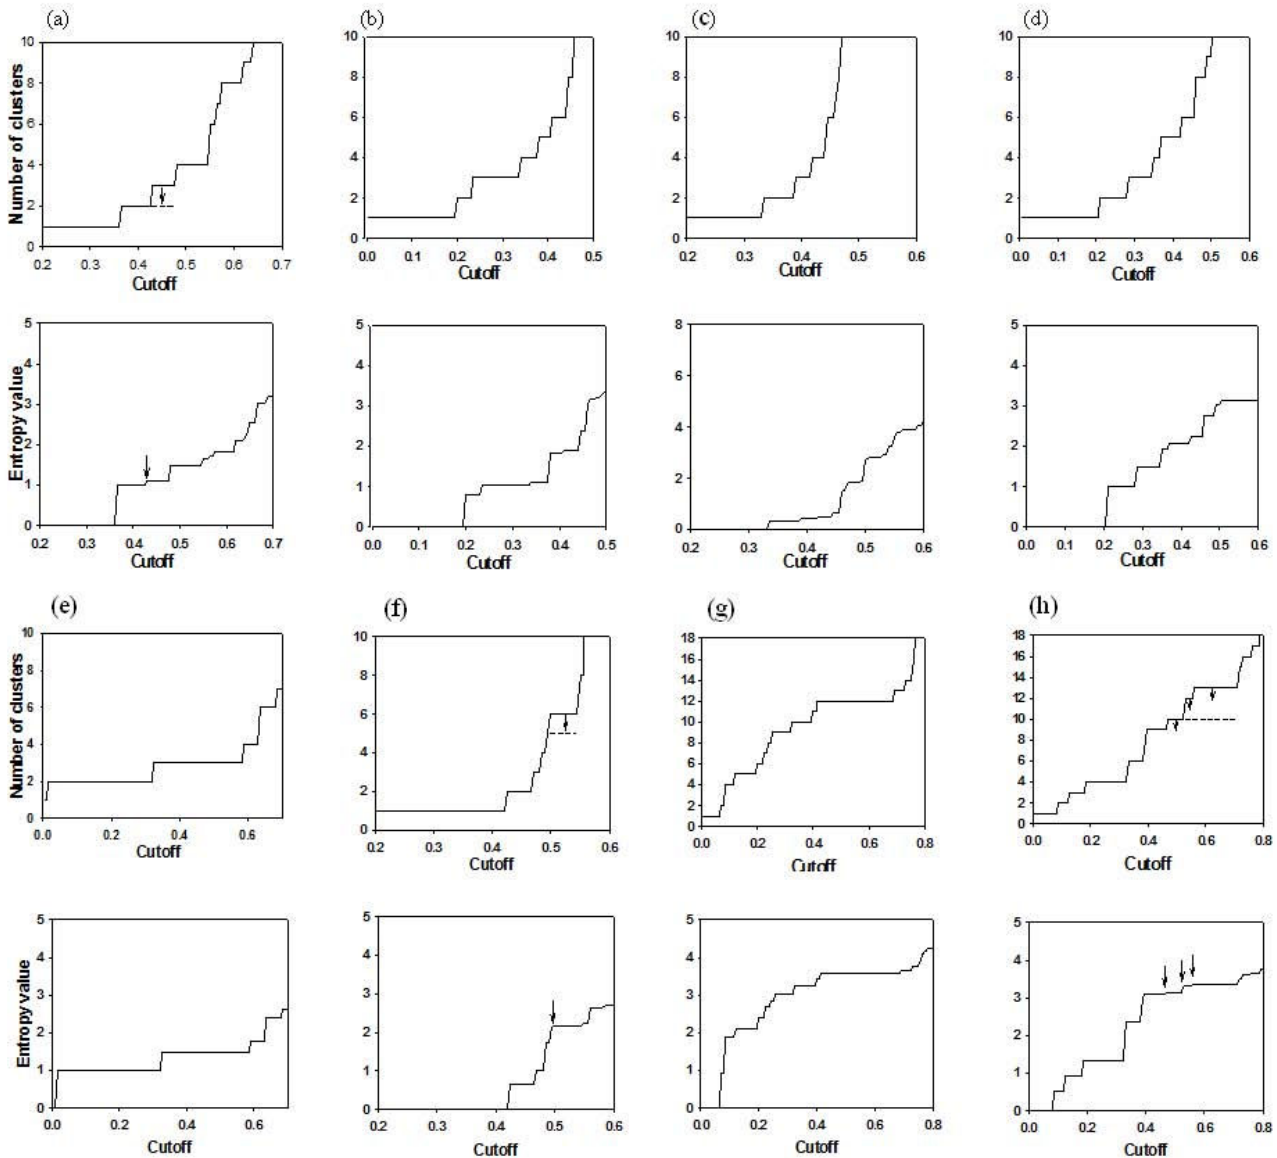 (a) (b) (c) (d)
Number of clusters
10 8 6 4 2 0
0.2 0.3 0.4 0.5 0.6 0.7
Cutoff
10 8 6 4 2 0
0.0 0.1 0.2 0.3 0.4 0.5
Cutoff
10 8 6 4 2 0
0.2 0.3 0.4 0.5 0.6
Cutoff
10 8 6 4 2 0
0.0 0.1 0.2 0.3 0.4 0.5 0.6
Cutoff
Entropy value
5 4 3 2 1 0
0.2 0.3 0.4 0.5 0.6 0.7
Cutoff
5 4 3 2 1 0
0.0 0.1 0.2 0.3 0.4 0.5
Cutoff
8 6 4 2 0
0.2 0.3 0.4 0.5 0.6
Cutoff
5 4 3 2 1 0
0.0 0.1 0.2 0.3 0.4 0.5 0.6
Cutoff
(e) (f) (g) (h)
Number of clusters
10 8 6 4 2 0
0.0 0.2 0.4 0.6
Cutoff
10 8 6 4 2 0
0.2 0.3 0.4 0.5 0.6
Cutoff
18 16 14 12 10 8 6 4 2 0
0.0 0.2 0.4 0.6 0.8
Cutoff
18 16 14 12 10 8 6 4 2 0
0.0 0.2 0.4 0.6 0.8
Cutoff
Entropy value
5 4 3 2 1 0
0.0 0.2 0.4 0.6
Cutoff
5 4 3 2 1 0
0.2 0.3 0.4 0.5 0.6
Cutoff
5 4 3 2 1 0
0.0 0.2 0.4 0.6 0.8
Cutoff
5 4 3 2 1 0
0.0 0.2 0.4 0.6 0.8
Cutoff